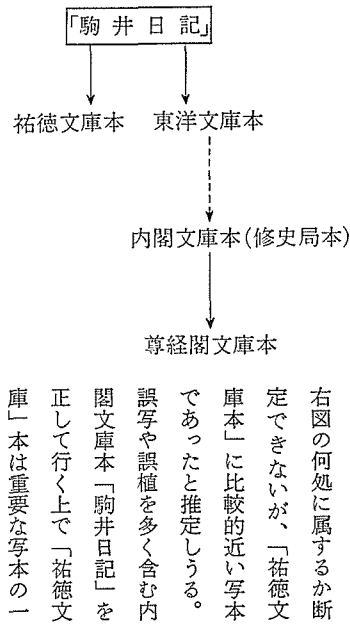 「駒井日記」
祐徳文庫本
東洋文庫本
内閣文庫本(修史局本)
尊経閣文庫本
右図の何処に属するか断
定できないが、「祐徳文
庫本」に比較的近い写本
であったと推定しうる。
誤写や誤植を多く含む内
閣文庫本「駒井日記」を
正して行く上で「祐徳文
庫」本は重要な写本の一